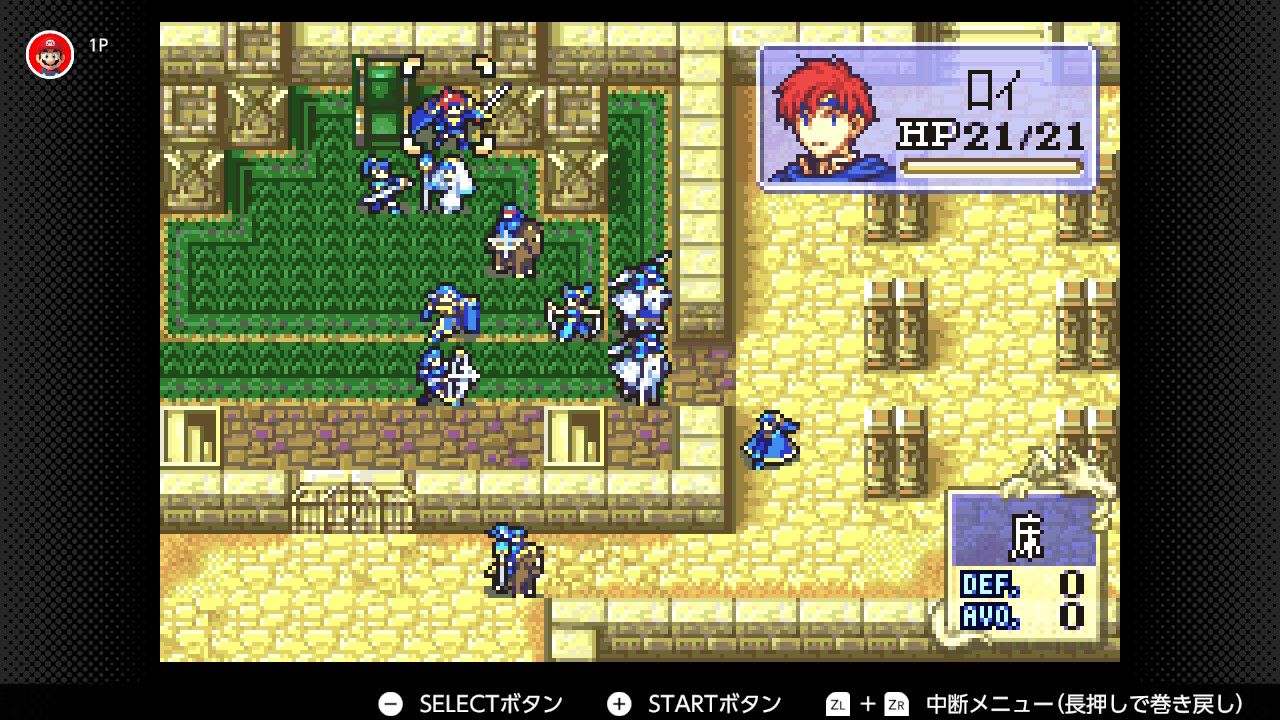 1P
ロイ
HP21/21
床
DEF. 0
AVO. 0
− SELECTボタン + STARTボタン ZL + ZR 中断メニュー(長押しで巻き戻し)